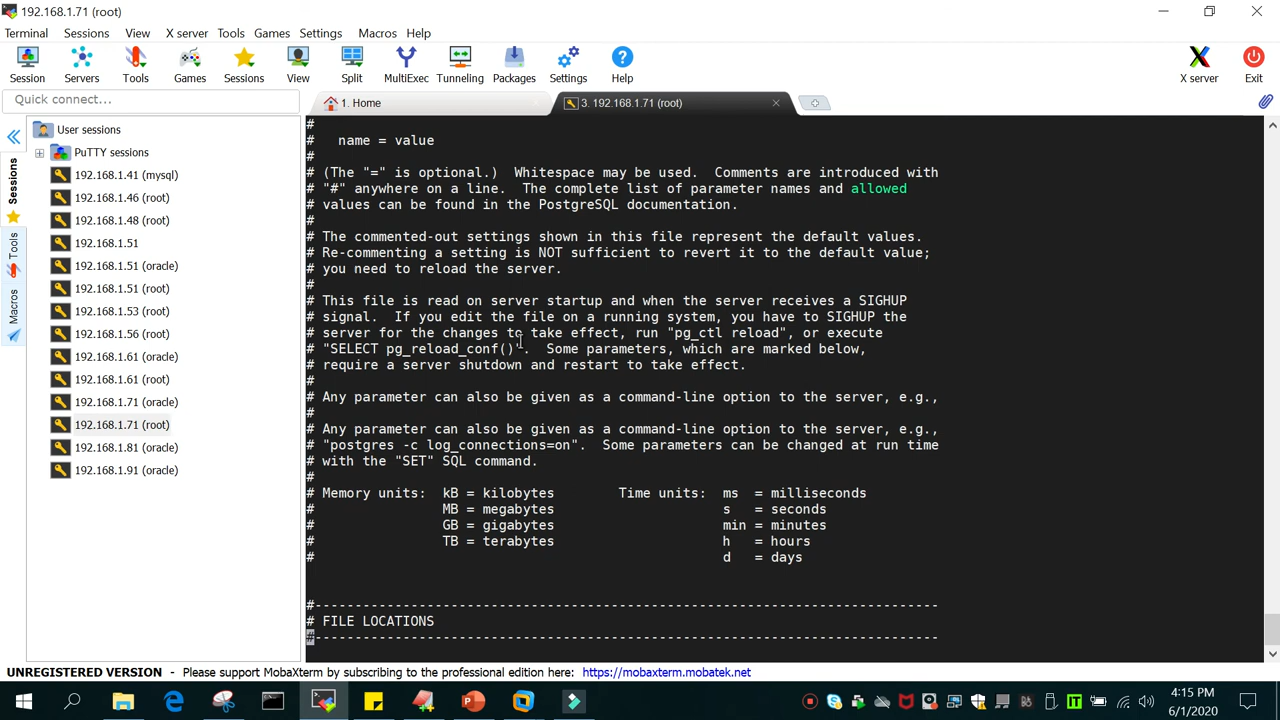 192.168.1.71 (root)
Terminal Sessions View X server Tools Games Settings Macros Help
Session Servers Tools Games Sessions View Split MultiExec Tunneling Packages Settings Help X server Exit
Quick connect...
1. Home
3. 192.168.1.71 (root)
Sessions
Tools
Macros
User sessions
PuTTY sessions
192.168.1.41 (mysql)
192.168.1.46 (root)
192.168.1.48 (root)
192.168.1.51
192.168.1.51 (oracle)
192.168.1.51 (root)
192.168.1.53 (root)
192.168.1.56 (root)
192.168.1.61 (oracle)
192.168.1.61 (root)
192.168.1.71 (oracle)
192.168.1.71 (root)
192.168.1.81 (oracle)
192.168.1.91 (oracle)
#
#   name = value
#
# (The "=" is optional.)  Whitespace may be used.  Comments are introduced with
# "#" anywhere on a line.  The complete list of parameter names and allowed
# values can be found in the PostgreSQL documentation.
#
# The commented-out settings shown in this file represent the default values.
# Re-commenting a setting is NOT sufficient to revert it to the default value;
# you need to reload the server.
#
# This file is read on server startup and when the server receives a SIGHUP
# signal.  If you edit the file on a running system, you have to SIGHUP the
# server for the changes to take effect, run "pg_ctl reload", or execute
# "SELECT pg_reload_conf()".  Some parameters, which are marked below,
# require a server shutdown and restart to take effect.
#
# Any parameter can also be given as a command-line option to the server, e.g.,
#
# Any parameter can also be given as a command-line option to the server, e.g.,
# "postgres -c log_connections=on".  Some parameters can be changed at run time
# with the "SET" SQL command.
#
# Memory units:  kB = kilobytes        Time units:  ms  = milliseconds
#                MB = megabytes                     s   = seconds
#                GB = gigabytes                     min = minutes
#                TB = terabytes                     h   = hours
#                                                   d   = days
#------------------------------------------------------------------------------
# FILE LOCATIONS
#------------------------------------------------------------------------------
UNREGISTERED VERSION - Please support MobaXterm by subscribing to the professional edition here: https://mobaxterm.mobatek.net
4:15 PM
6/1/2020